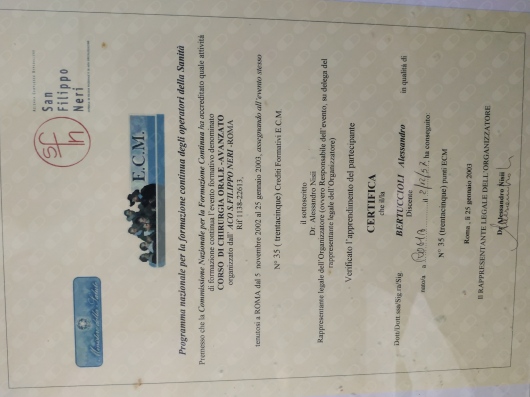 San
Filippo
Neri
E.C.M.
Programma nazionale per la formazione continua degli operatori della Sanità
Premesso che la Commissione Nazionale per la Formazione Continua ha accreditato quale attività
di formazione continua l'evento formativo denominato
CORSO DI CHIRURGIA ORALE -AVANZATO
organizzato dall' ACO S.FILIPPO NERI -ROMA
Rif 1138-22613,
tenutosi a ROMA dal 5 novembre 2002 al 25 gennaio 2003, assegnando all'evento stesso
N° 35 ( trentacinque) Crediti Formativi E.C.M
il sottoscritto
Dr. Alessandro Nisii
Rappresentante legale dell'Organizzatore (ovvero Responsabile dell'evento, su delega del
rappresentante legale dell'Organizzatore)
Verificato l'apprendimento del partecipante
CERTIFICA
che il/la
Dott/Dott.ssa/Sig.ra/Sig BERTUCCIOLI Alessandro in qualità di
Discente
nato/a a il ha conseguito:
N° 35 (trentacinque) punti ECM
Roma , li 25 gennaio 2003
Il RAPPRESENTANTE LEGALE DELL'ORGANIZZATORE
Dr Alessandro Nisii